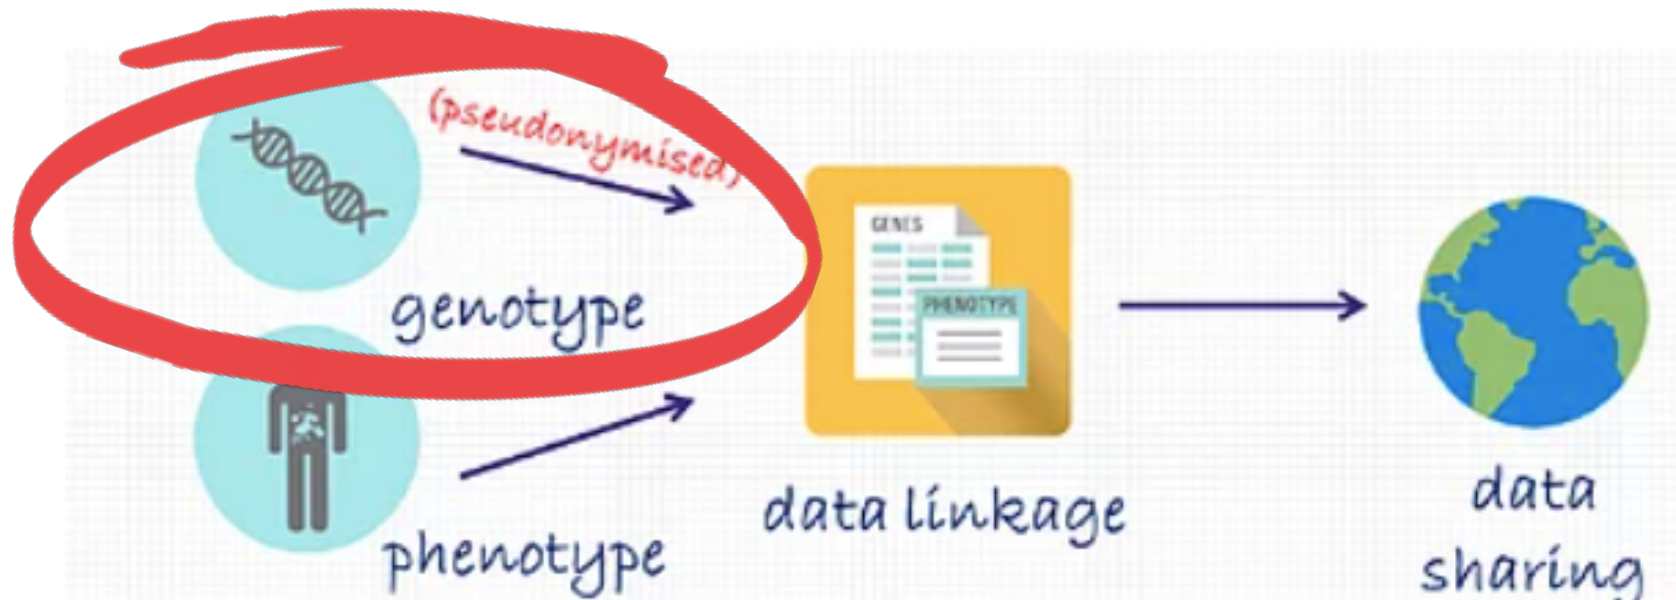 (pseudonymised)
genotype
GENES
PHENOTYPE
phenotype
data linkage
data
sharing